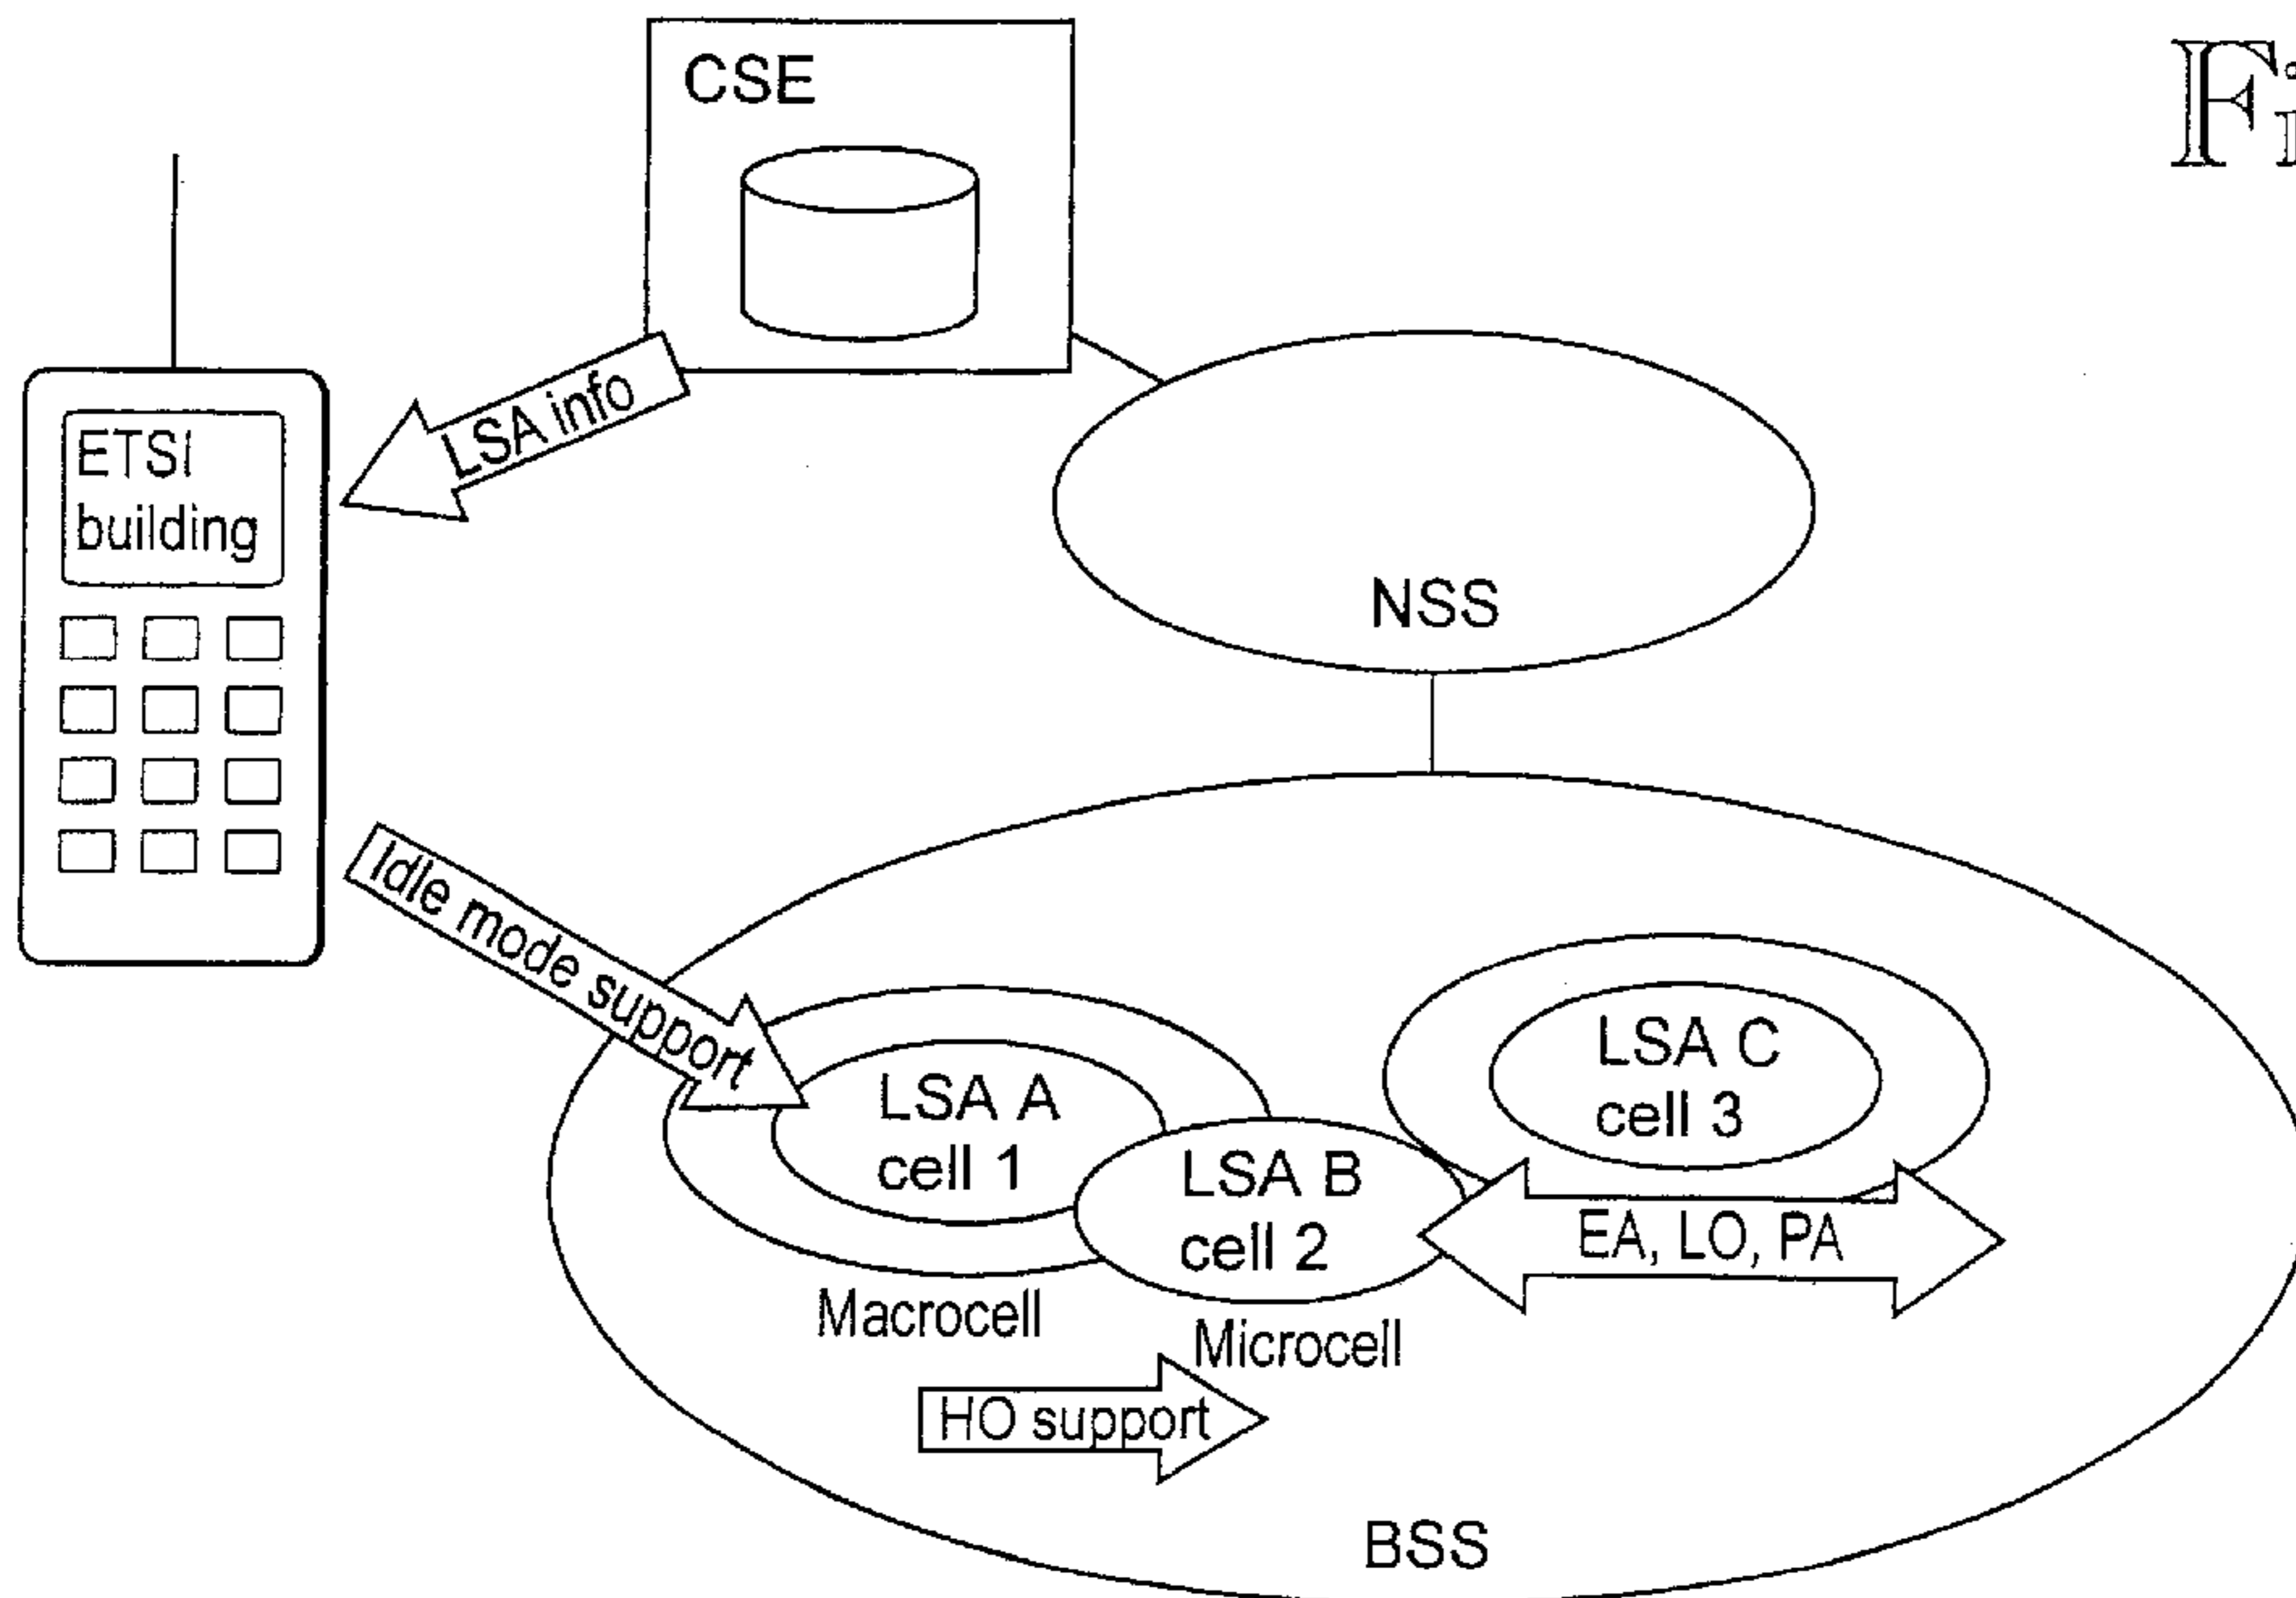 CSE
Fi
LSA info
ETSI
building
NSS
Idle mode support
LSA A
cell 1
LSA B
cell 2
LSA C
cell 3
EA, LO, PA
Macrocell
Microcell
HO support
BSS